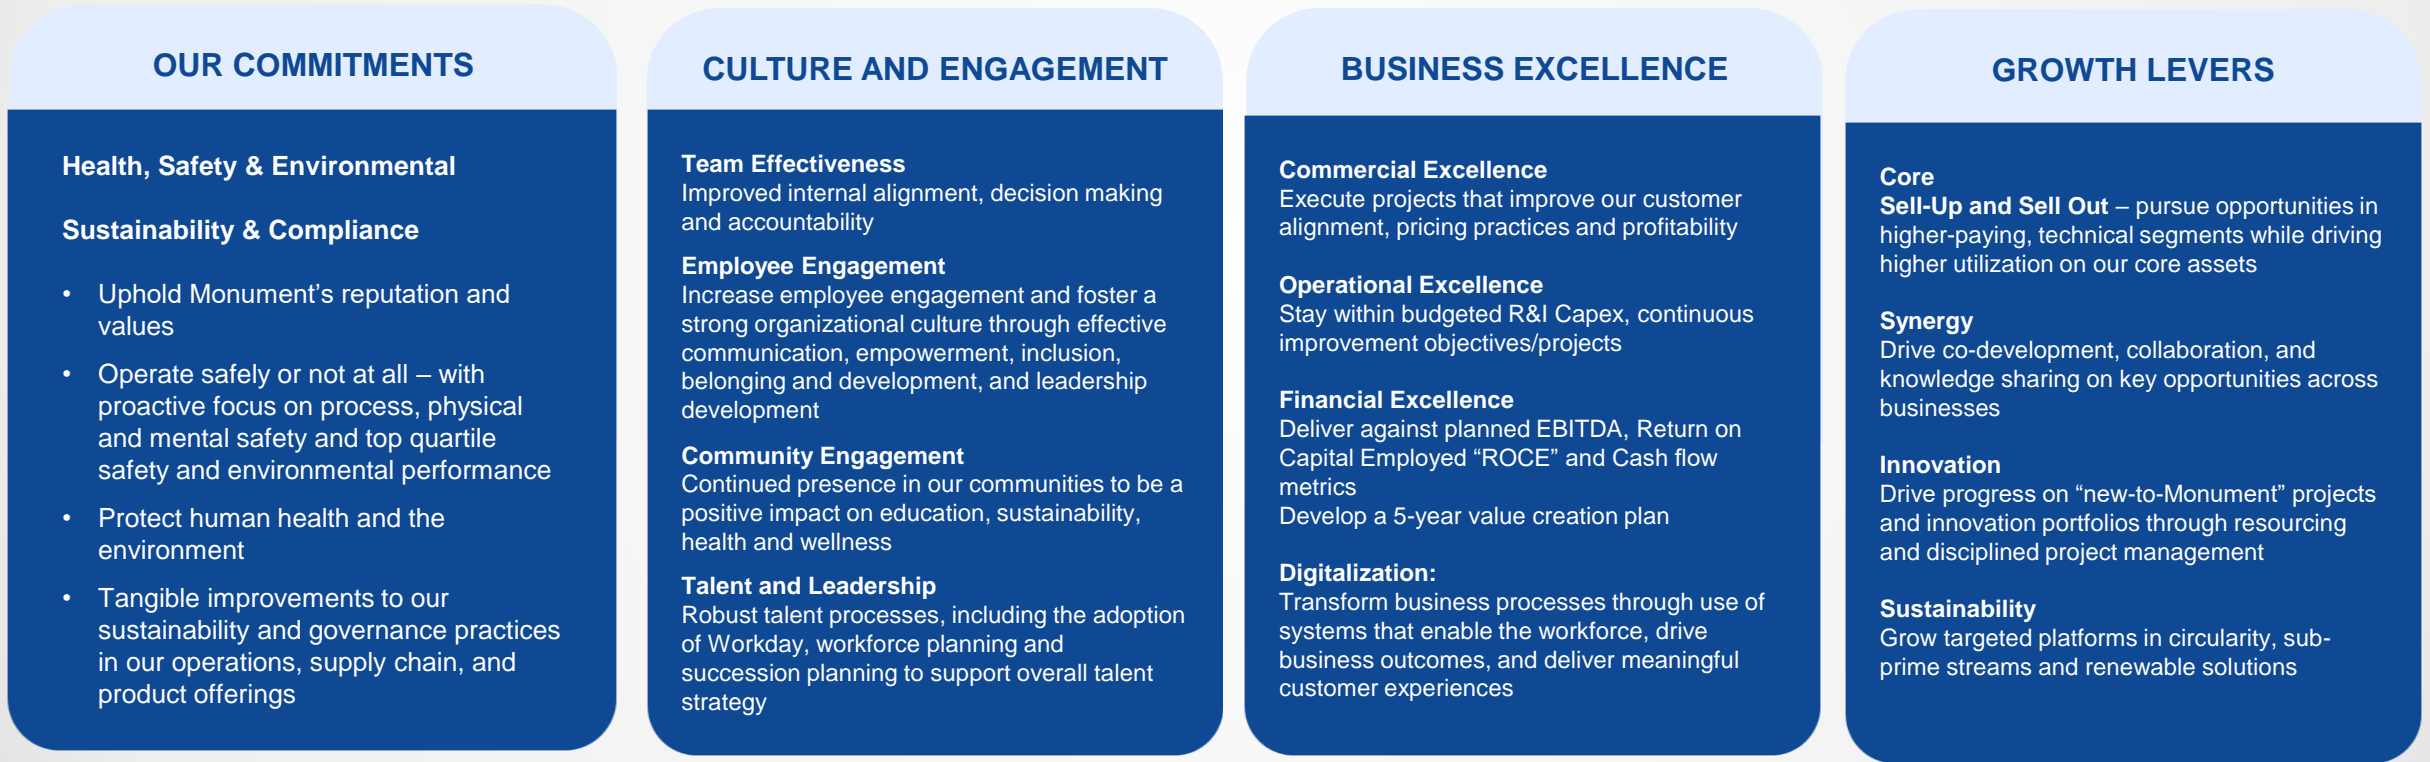 OUR COMMITMENTS
Health, Safety & Environmental
Sustainability & Compliance
• Uphold Monument’s reputation and
values
• Operate safely or not at all – with
proactive focus on process, physical
and mental safety and top quartile
safety and environmental performance
• Protect human health and the
environment
• Tangible improvements to our
sustainability and governance practices
in our operations, supply chain, and
product offerings
CULTURE AND ENGAGEMENT
Team Effectiveness
Improved internal alignment, decision making
and accountability
Employee Engagement
Increase employee engagement and foster a
strong organizational culture through effective
communication, empowerment, inclusion,
belonging and development, and leadership
development
Community Engagement
Continued presence in our communities to be a
positive impact on education, sustainability,
health and wellness
Talent and Leadership
Robust talent processes, including the adoption
of Workday, workforce planning and
succession planning to support overall talent
strategy
BUSINESS EXCELLENCE
Commercial Excellence
Execute projects that improve our customer
alignment, pricing practices and profitability
Operational Excellence
Stay within budgeted R&I Capex, continuous
improvement objectives/projects
Financial Excellence
Deliver against planned EBITDA, Return on
Capital Employed “ROCE” and Cash flow
metrics
Develop a 5-year value creation plan
Digitalization:
Transform business processes through use of
systems that enable the workforce, drive
business outcomes, and deliver meaningful
customer experiences
GROWTH LEVERS
Core
Sell-Up and Sell Out – pursue opportunities in
higher-paying, technical segments while driving
higher utilization on our core assets
Synergy
Drive co-development, collaboration, and
knowledge sharing on key opportunities across
businesses
Innovation
Drive progress on “new-to-Monument” projects
and innovation portfolios through resourcing
and disciplined project management
Sustainability
Grow targeted platforms in circularity, sub-
prime streams and renewable solutions